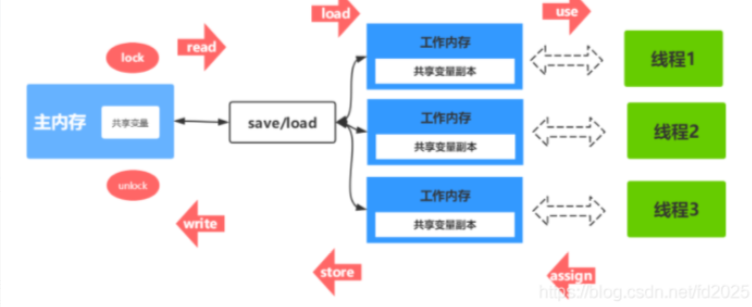 load
use
lock
read
工作内存
共享变量副本
线程1
主内存
共享变量
save/load
工作内存
共享变量副本
线程2
unlock
工作内存
共享变量副本
线程3
write
store
assign
https://blog.csdn.net/fd2025